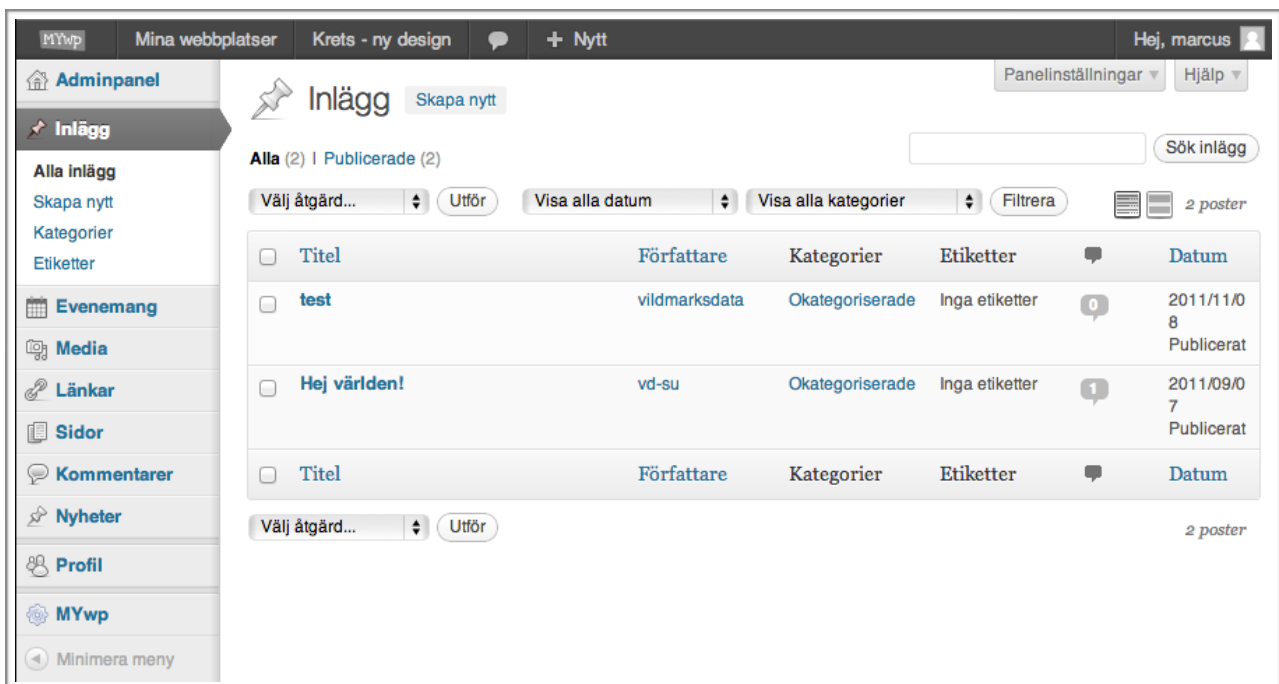 MYwp Mina webbplatser Krets - ny design + Nytt Hej, marcus
Adminpanel
Inlägg
Alla inlägg
Skapa nytt
Kategorier
Etiketter
Evenemang
Media
Länkar
Sidor
Kommentarer
Nyheter
Profil
MYwp
Minimera meny
Panelinställningar Hjälp
Inlägg Skapa nytt
Alla (2) | Publicerade (2) Sök inlägg
Välj åtgärd... Utför Visa alla datum Visa alla kategorier Filtrera 2 poster
Titel Författare Kategorier Etiketter Datum
test vildmarksdata Okategoriserade Inga etiketter 0 2011/11/0
8
Publicerat
Hej världen! vd-su Okategoriserade Inga etiketter 1 2011/09/0
7
Publicerat
Titel Författare Kategorier Etiketter Datum
Välj åtgärd... Utför 2 poster